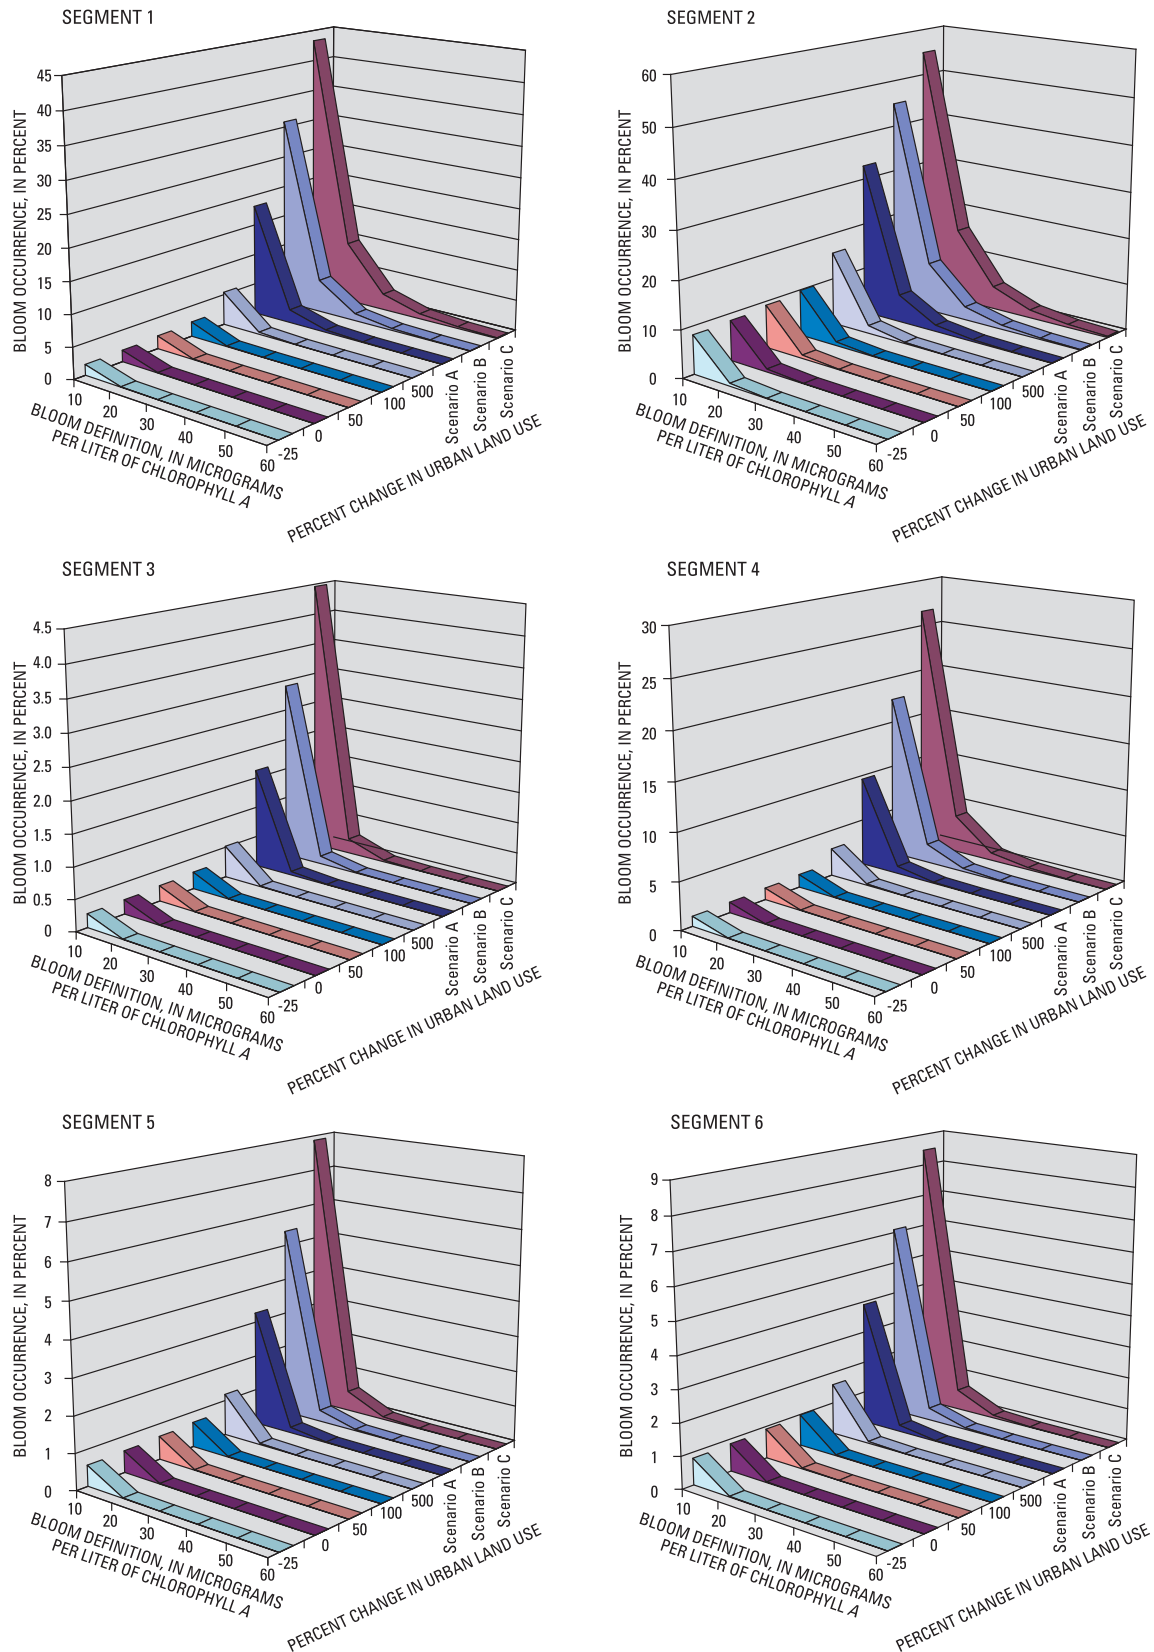 SEGMENT 1
BLOOM OCCURRENCE, IN PERCENT
45
40
35
30
25
20
15
10
5
0
10
20
30
40
50
60
BLOOM DEFINITION, IN MICROGRAMS
PER LITER OF CHLOROPHYLL A
-25
0
50
100
500
Scenario A
Scenario B
Scenario C
PERCENT CHANGE IN URBAN LAND USE
SEGMENT 2
BLOOM OCCURRENCE, IN PERCENT
60
50
40
30
20
10
0
10
20
30
40
50
60
BLOOM DEFINITION, IN MICROGRAMS
PER LITER OF CHLOROPHYLL A
-25
0
50
100
500
Scenario A
Scenario B
Scenario C
PERCENT CHANGE IN URBAN LAND USE
SEGMENT 3
BLOOM OCCURRENCE, IN PERCENT
4.5
4.0
3.5
3.0
2.5
2.0
1.5
1.0
0.5
0
10
20
30
40
50
60
BLOOM DEFINITION, IN MICROGRAMS
PER LITER OF CHLOROPHYLL A
-25
0
50
100
500
Scenario A
Scenario B
Scenario C
PERCENT CHANGE IN URBAN LAND USE
SEGMENT 4
BLOOM OCCURRENCE, IN PERCENT
30
25
20
15
10
5
0
10
20
30
40
50
60
BLOOM DEFINITION, IN MICROGRAMS
PER LITER OF CHLOROPHYLL A
-25
0
50
100
500
Scenario A
Scenario B
Scenario C
PERCENT CHANGE IN URBAN LAND USE
SEGMENT 5
BLOOM OCCURRENCE, IN PERCENT
8
7
6
5
4
3
2
1
0
10
20
30
40
50
60
BLOOM DEFINITION, IN MICROGRAMS
PER LITER OF CHLOROPHYLL A
-25
0
50
100
500
Scenario A
Scenario B
Scenario C
PERCENT CHANGE IN URBAN LAND USE
SEGMENT 6
BLOOM OCCURRENCE, IN PERCENT
9
8
7
6
5
4
3
2
1
0
10
20
30
40
50
60
BLOOM DEFINITION, IN MICROGRAMS
PER LITER OF CHLOROPHYLL A
-25
0
50
100
500
Scenario A
Scenario B
Scenario C
PERCENT CHANGE IN URBAN LAND USE